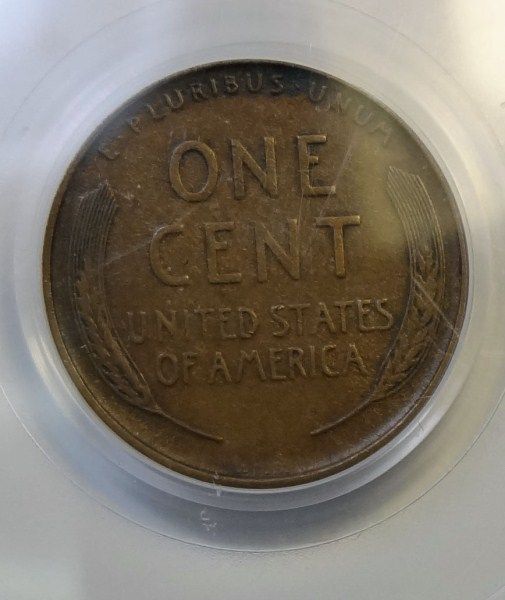 E · PLURIBUS · UNUM
ONE
CENT
UNITED STATES
OF AMERICA